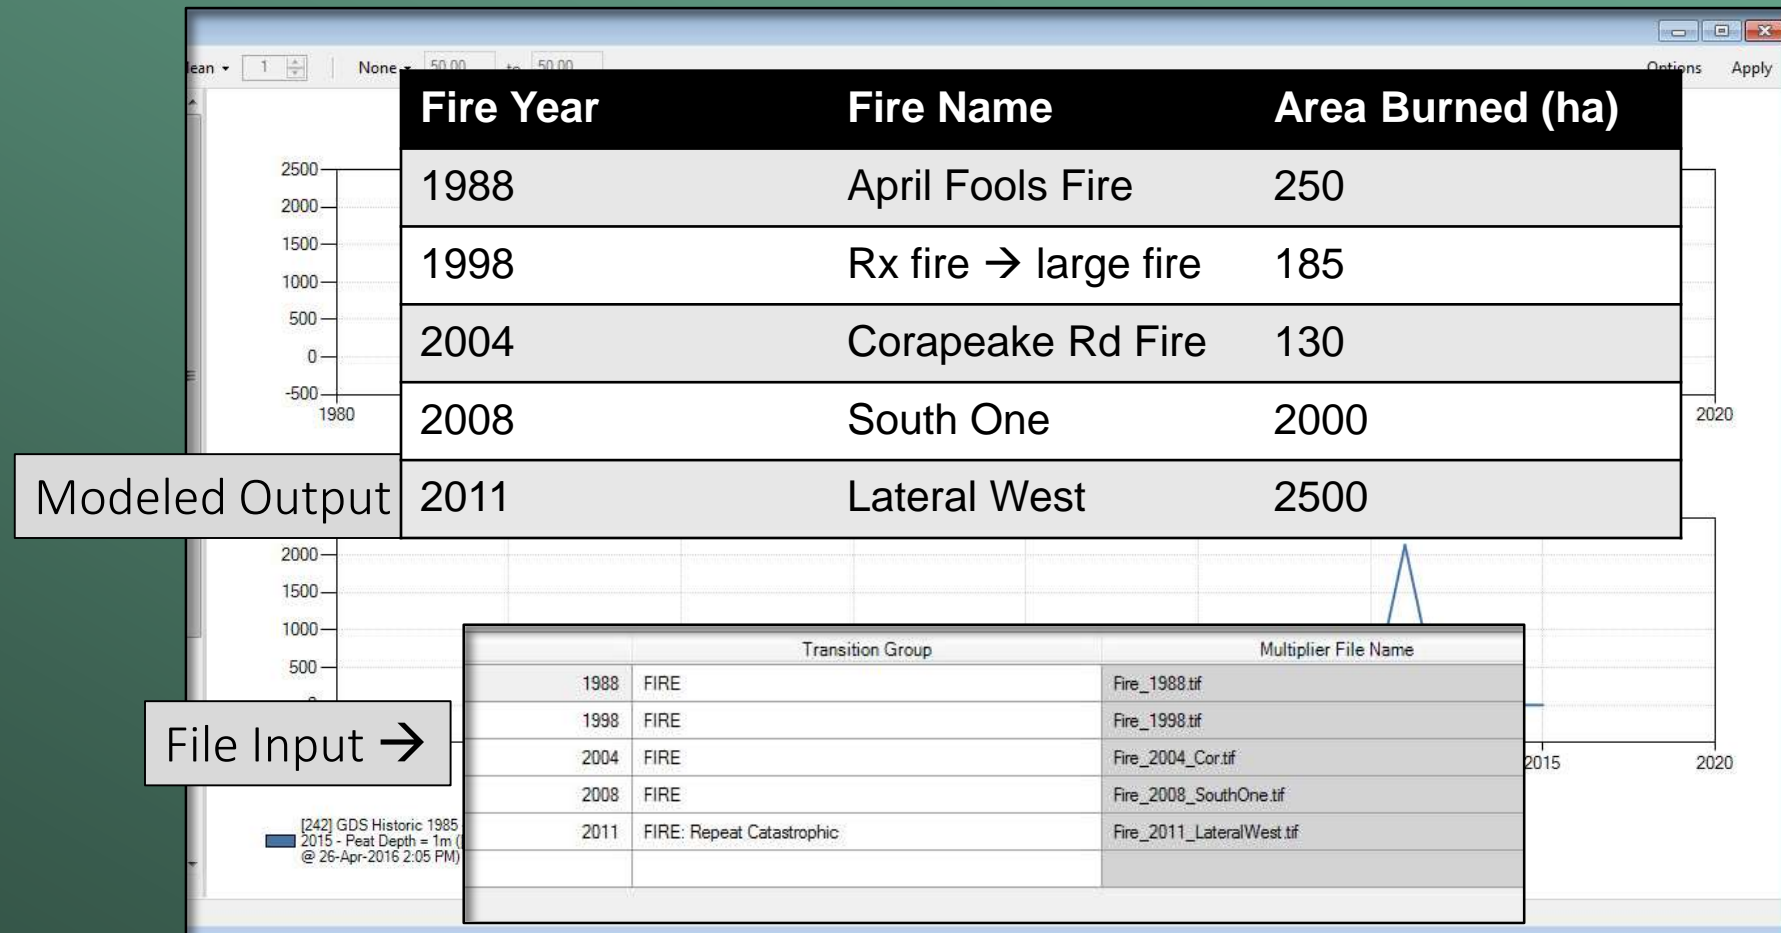 1
None
50.00 to 50.00
Options Apply
Fire Year Fire Name Area Burned (ha)
1988 April Fools Fire 250
1998 Rx fire → large fire 185
2004 Corapeake Rd Fire 130
2008 South One 2000
2011 Lateral West 2500
2500
2000
1500
1000
500
0
-500
1980 2020
Modeled Output
2000
1500
1000
500
2015 2020
File Input →
Transition Group Multiplier File Name
1988 FIRE Fire_1988.tif
1998 FIRE Fire_1998.tif
2004 FIRE Fire_2004_Cor.tif
2008 FIRE Fire_2008_SouthOne.tif
2011 FIRE: Repeat Catastrophic Fire_2011_LateralWest.tif
[242] GDS Historic 1985
2015 - Peat Depth = 1m (
@ 26-Apr-2016 2:05 PM)